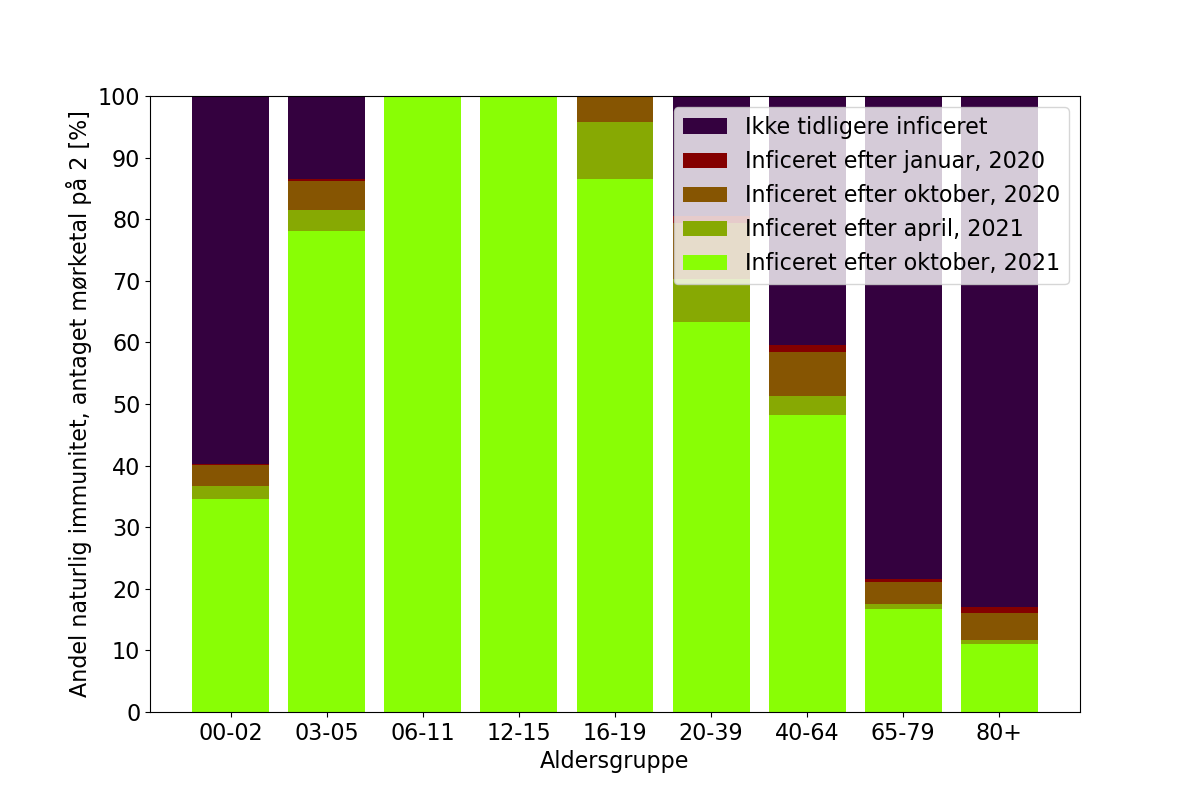 Andel naturlig immunitet, antaget mørketal på 2 [%]
100
90
80
70
60
50
40
30
20
10
0
Ikke tidligere inficeret
Inficeret efter januar, 2020
Inficeret efter oktober, 2020
Inficeret efter april, 2021
Inficeret efter oktober, 2021
00-02 03-05 06-11 12-15 16-19 20-39 40-64 65-79 80+
Aldersgruppe